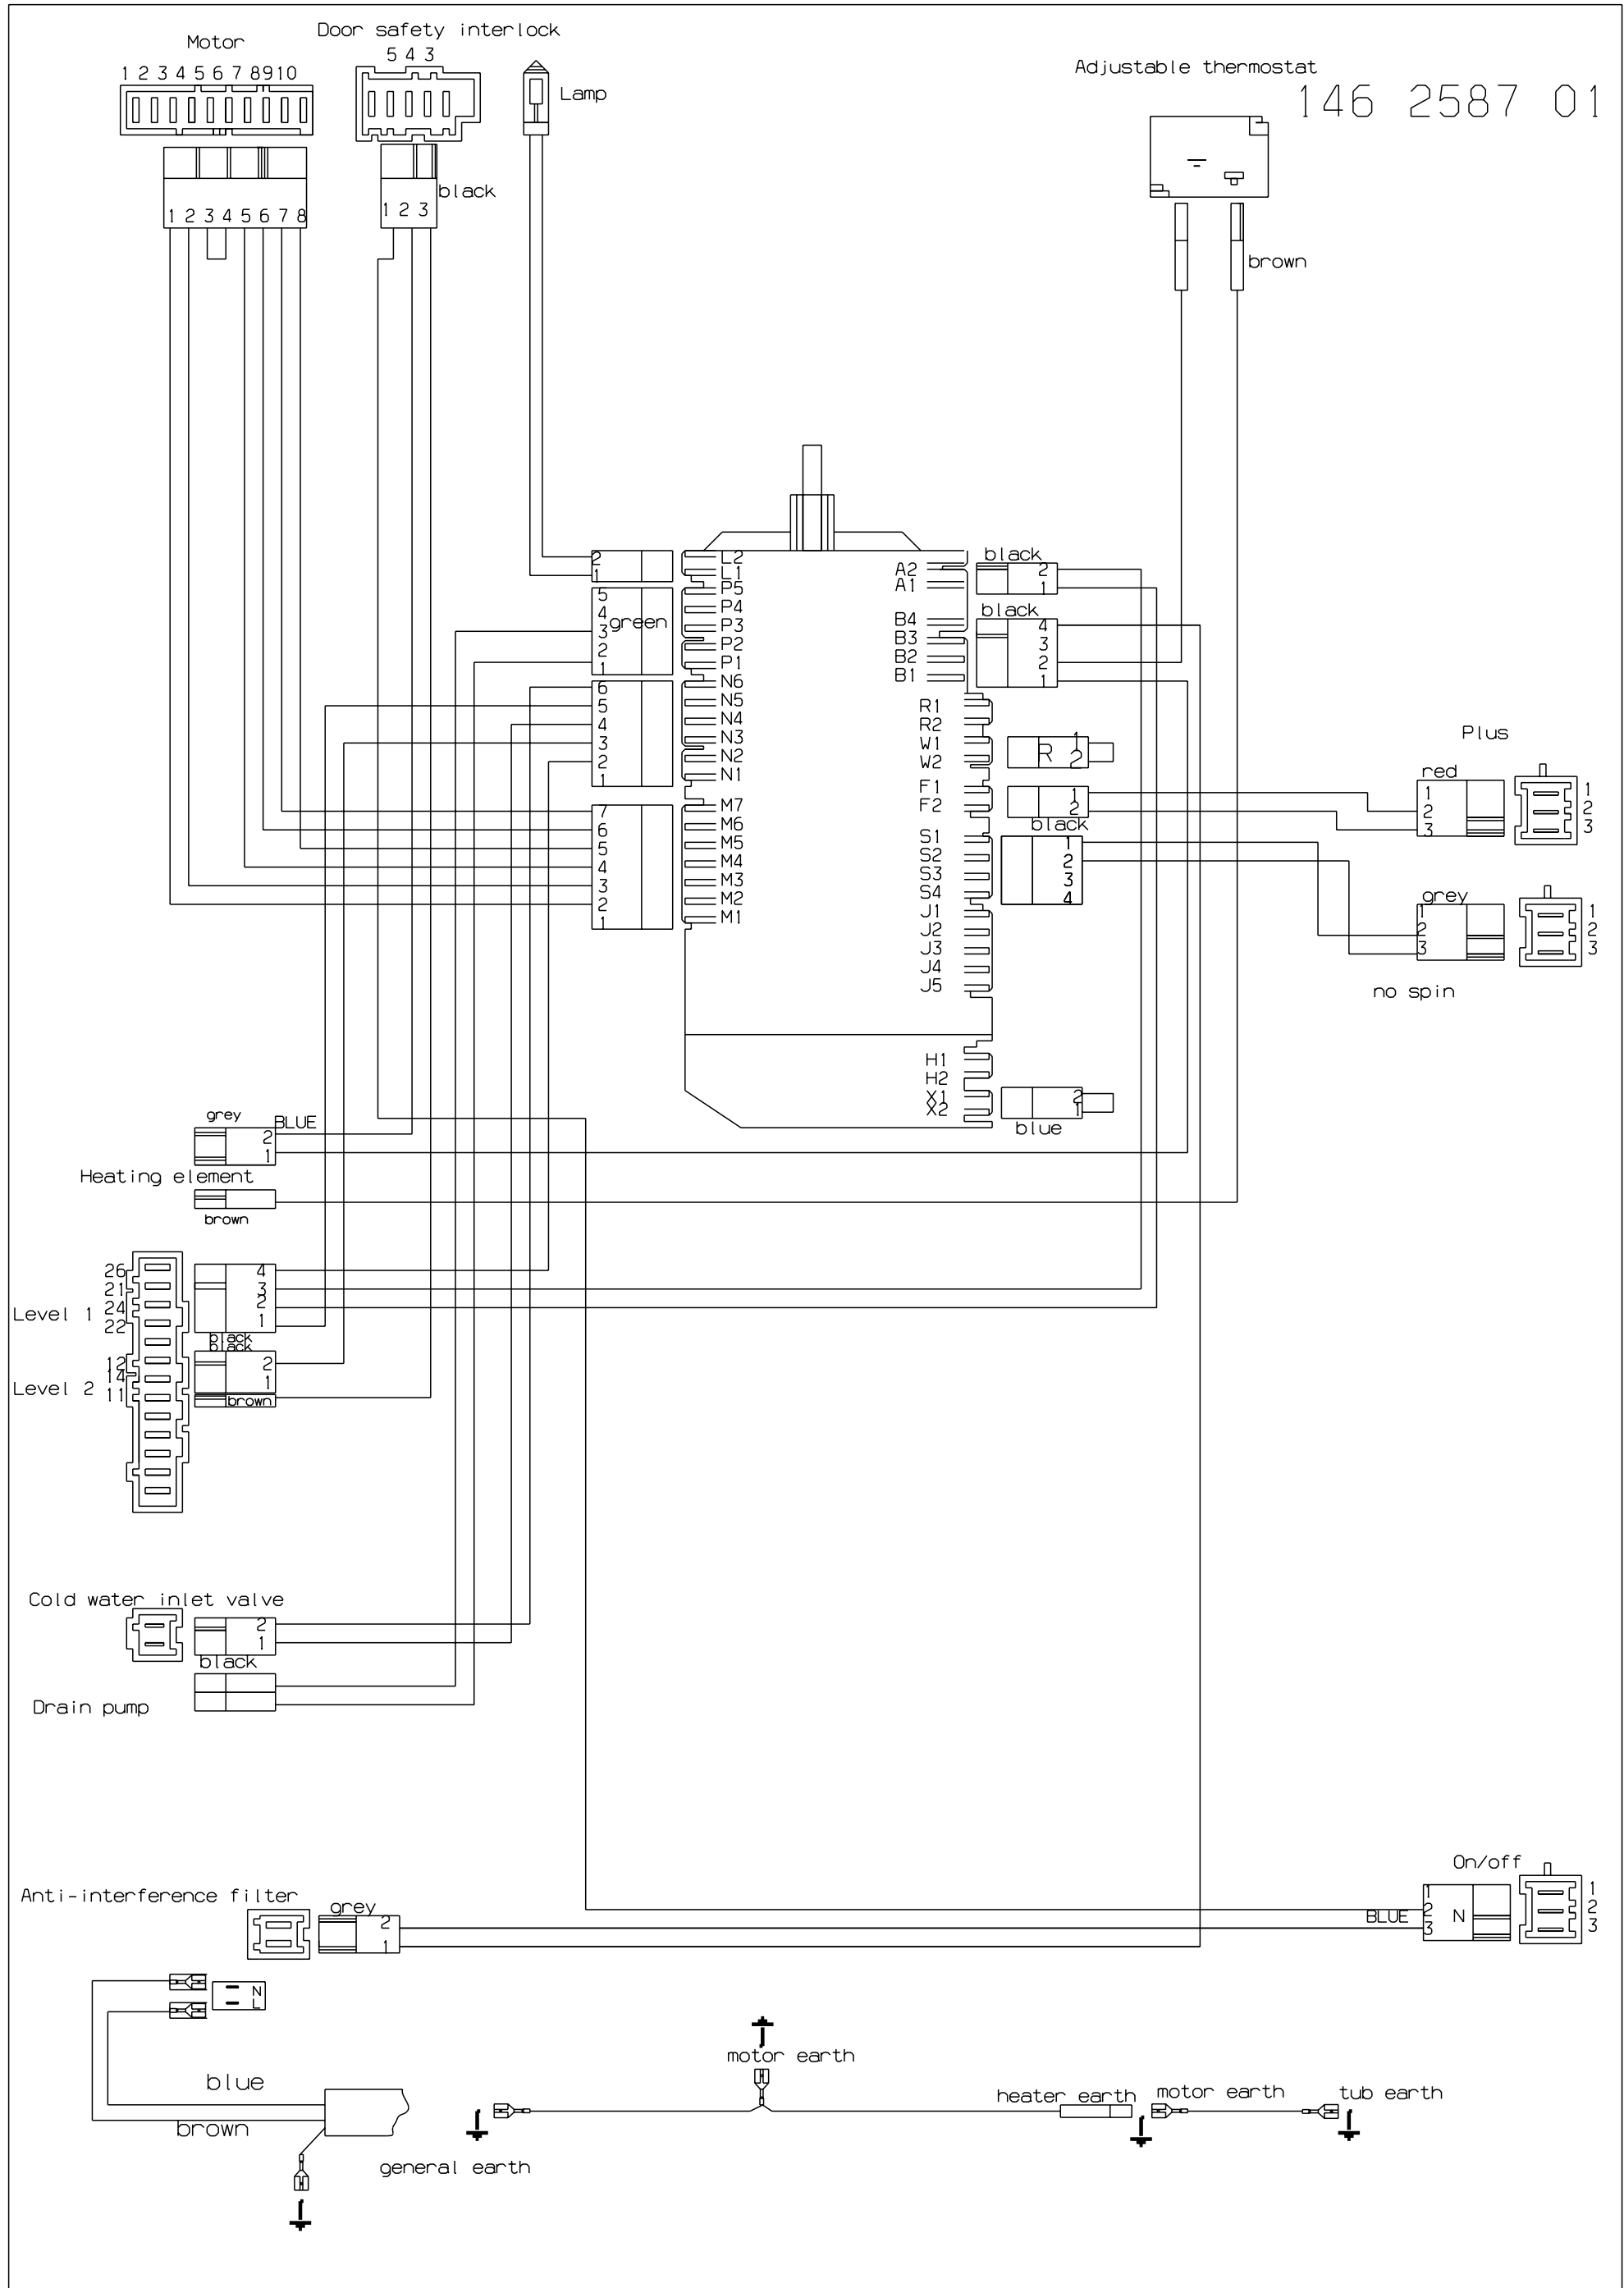 Door safety interlock
Motor
5 4 3
1 2 3 4 5 6 7 8 9 10
Lamp
Adjustable thermostat
146 2587 01
black
1 2 3 4 5 6 7 8
1 2 3
brown
2
1
L2
L1
5
4
3
2
1
green
P5
P4
P3
P2
P1
6
5
4
3
2
1
N6
N5
N4
N3
N2
N1
7
6
5
4
3
2
1
M7
M6
M5
M4
M3
M2
M1
A2
A1
black
2
1
B4
B3
B2
B1
black
4
3
2
1
R1
R2
W1
W2
R
1
2
F1
F2
1
2
black
S1
S2
S3
S4
1
2
3
4
J1
J2
J3
J4
J5
H1
H2
X1
X2
2
1
blue
Plus
red
1
2
3
1
2
3
grey
1
2
3
1
2
3
no spin
grey
BLUE
2
1
Heating element
brown
26
21
24
22
Level 1
4
3
2
1
black
black
12
14
11
Level 2
2
1
brown
Cold water inlet valve
2
1
black
Drain pump
On/off
1
2
3
N
BLUE
1
2
3
Anti-interference filter
grey
2
1
N
L
blue
brown
general earth
motor earth
heater earth
motor earth
tub earth